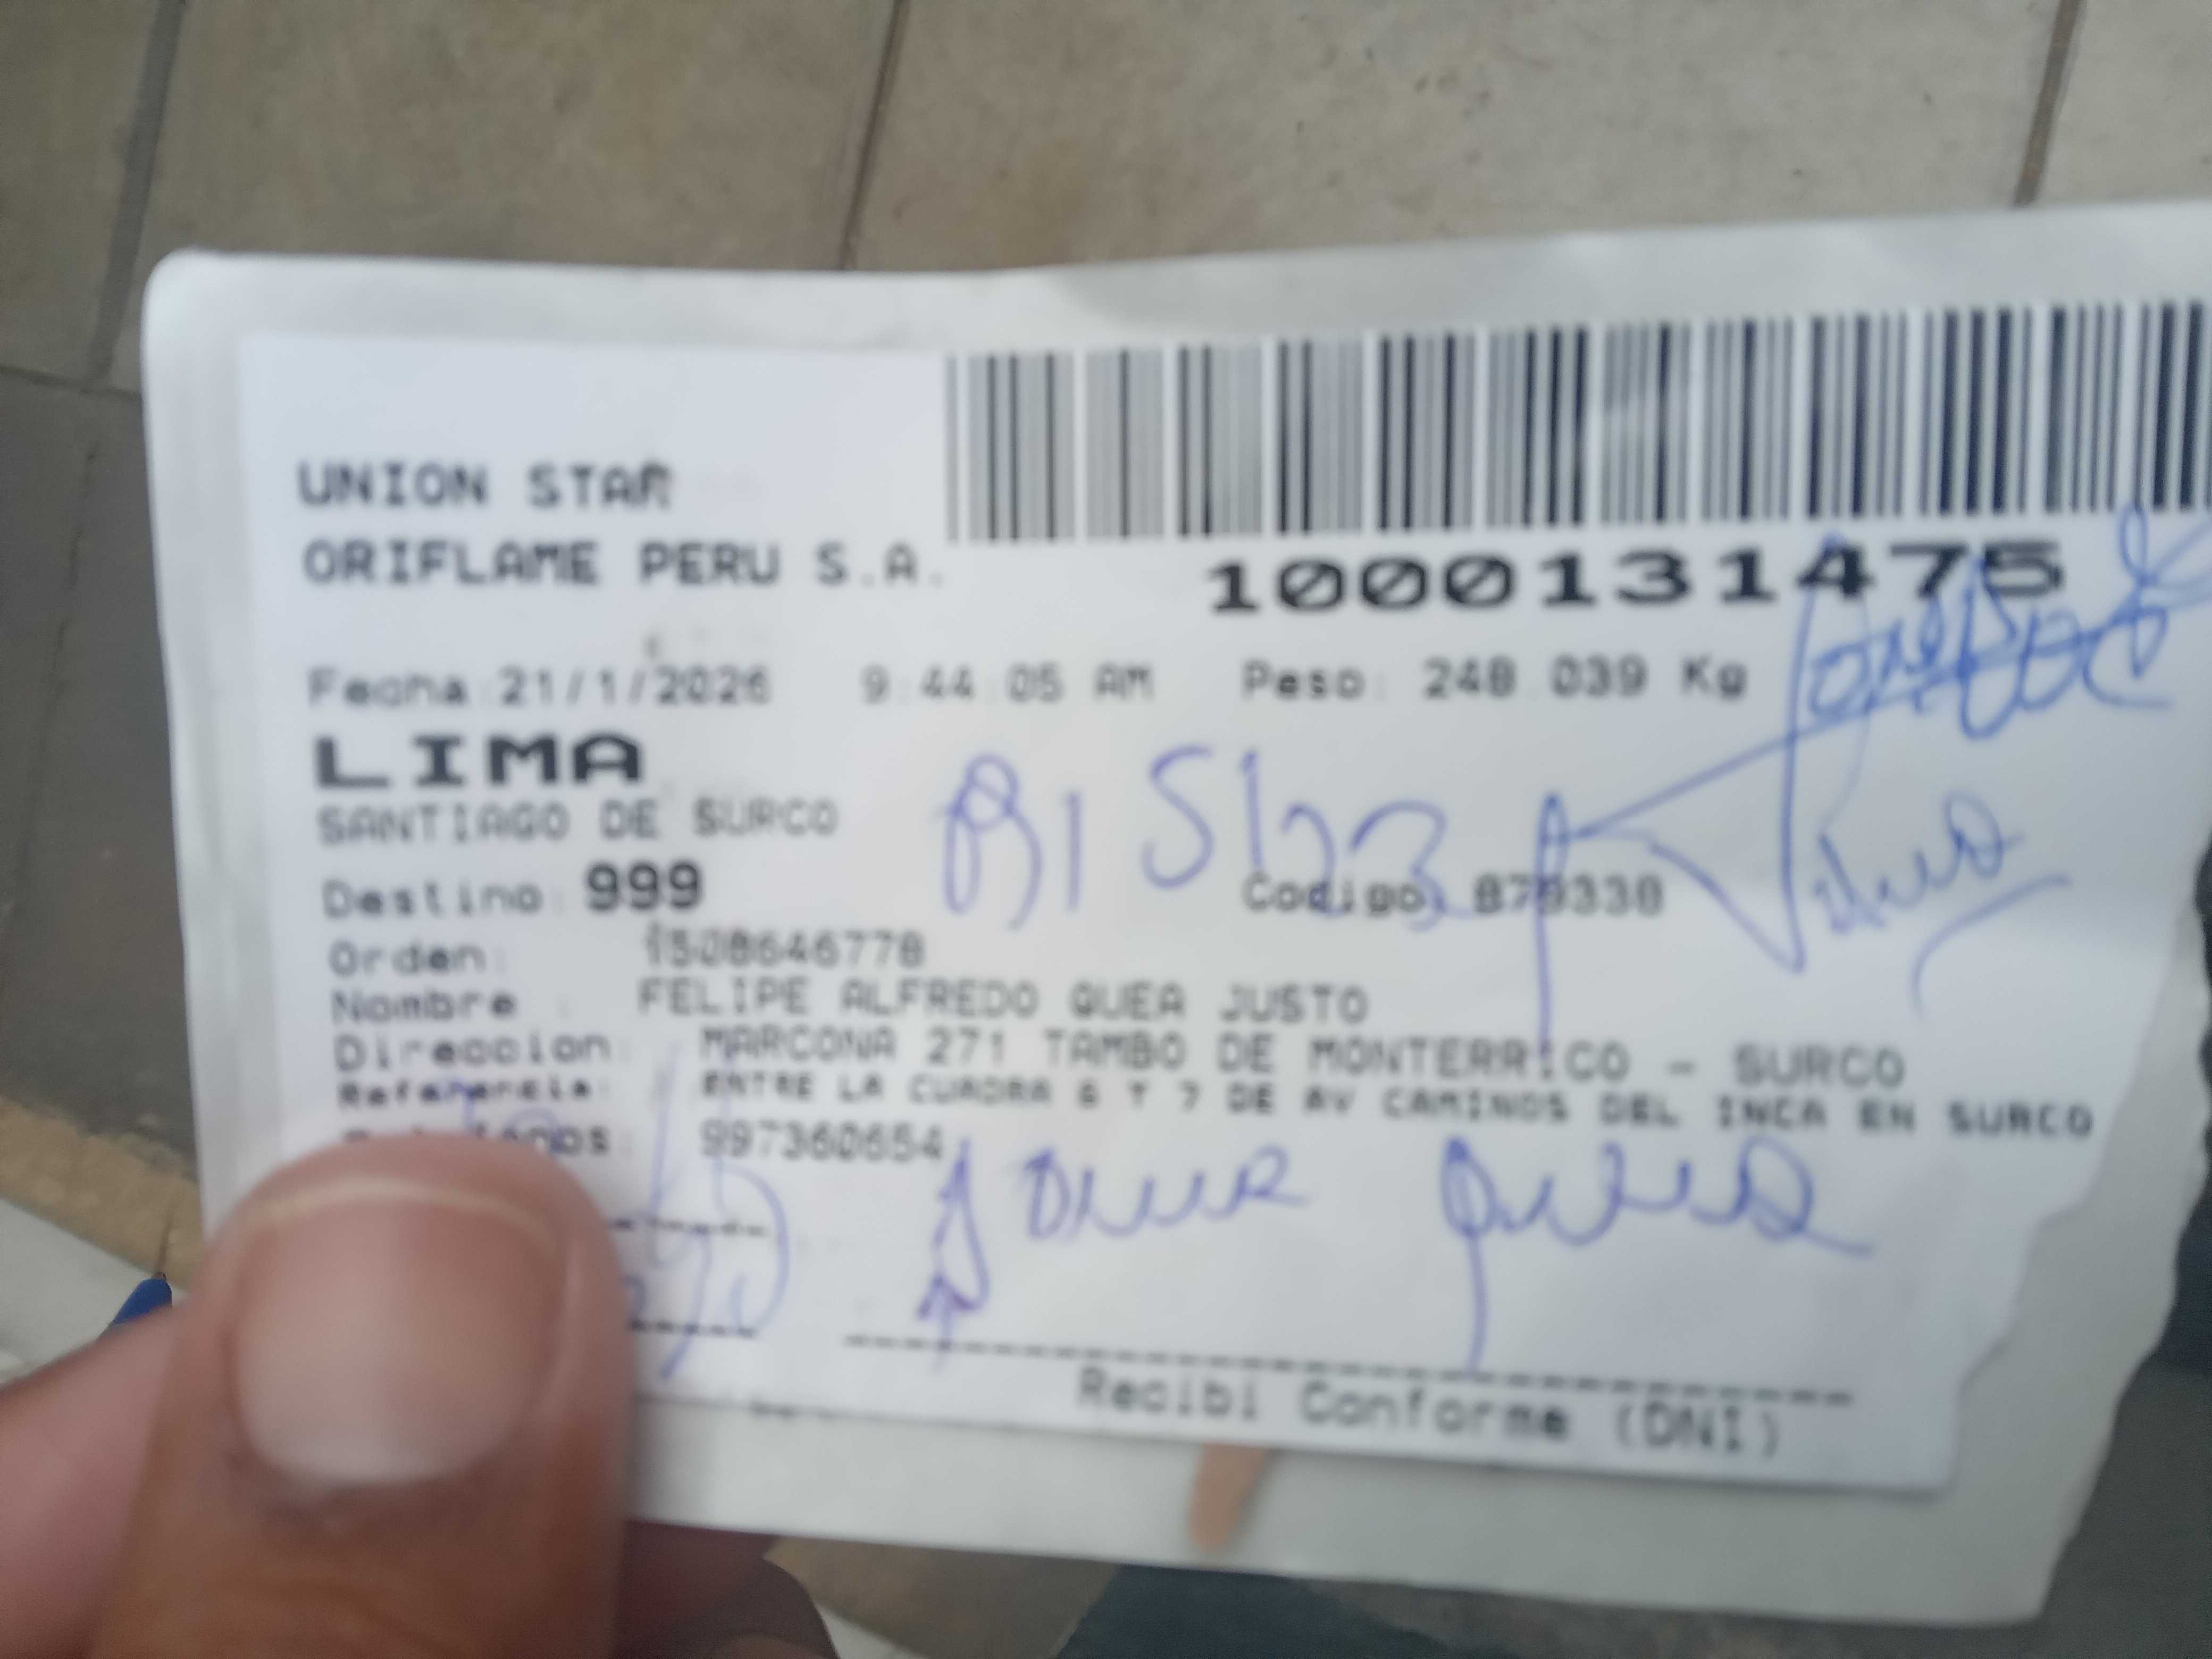 UNION STAR
ORIFLAME PERU S.A.
1000131475
Fecha:21/1/2026 9:44:05 AM Peso: 248.039 Kg
LIMA
SANTIAGO DE SURCO
Destino: 999
Codigo: 879338
Orden: 1508646778
Nombre : FELIPE ALFREDO QUEA JUSTO
Direccion: MARCONA 271 TAMBO DE MONTERRICO - SURCO
Referencia: ENTRE LA CUADRA 6 Y 7 DE AV CAMINOS DEL INCA EN SURCO
997360654
Recibi Conforme (DNI)